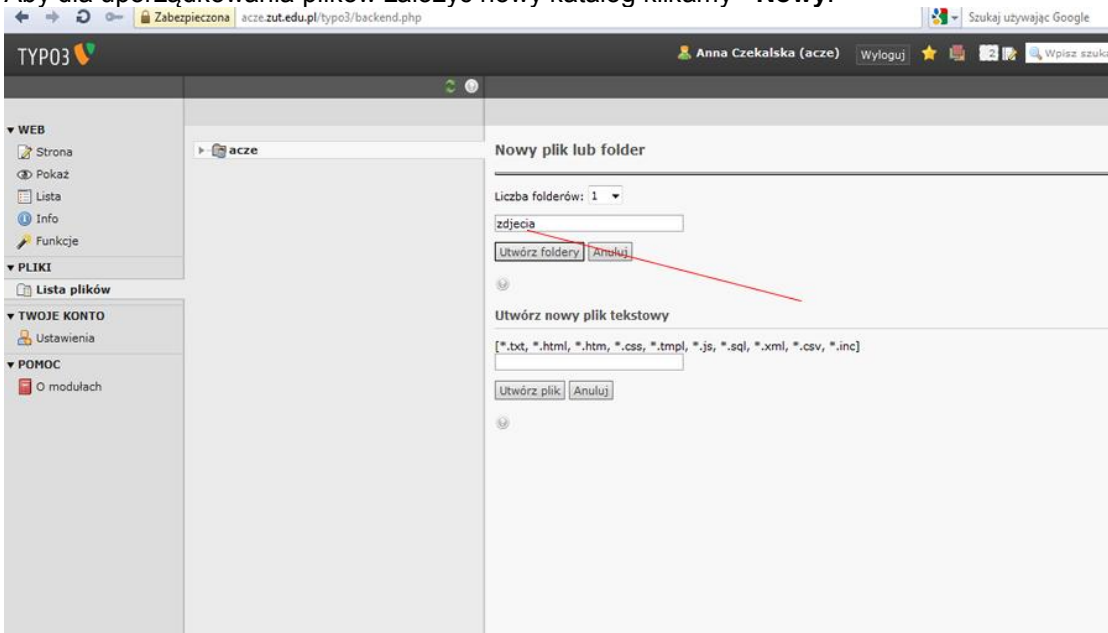 Aby dla uporządkowania plików założyć nowy katalog klikamy "Nowy.
Zabezpieczona acze.zut.edu.pl/typo3/backend.php Szukaj używając Google
TYPO3 Anna Czekalska (acze) Wyloguj 2 Wpisz szuka
WEB
Strona
Pokaż
Lista
Info
Funkcje
PLIKI
Lista plików
TWOJE KONTO
Ustawienia
POMOC
O modułach
acze
Nowy plik lub folder
Liczba folderów: 1
zdjecia
Utwórz foldery Anuluj
Utwórz nowy plik tekstowy
[*.txt, *.html, *.htm, *.css, *.tmpl, *.js, *.sql, *.xml, *.csv, *.inc]
Utwórz plik Anuluj